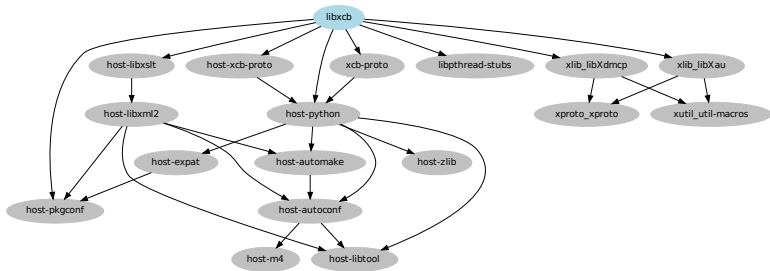 libxcb
host-libxslt
host-xcb-proto
xcb-proto
libpthread-stubs
xlib_libXdmcp
xlib_libXau
host-libxml2
host-python
xproto_xproto
xutil_util-macros
host-expat
host-automake
host-zlib
host-pkgconf
host-autoconf
host-m4
host-libtool